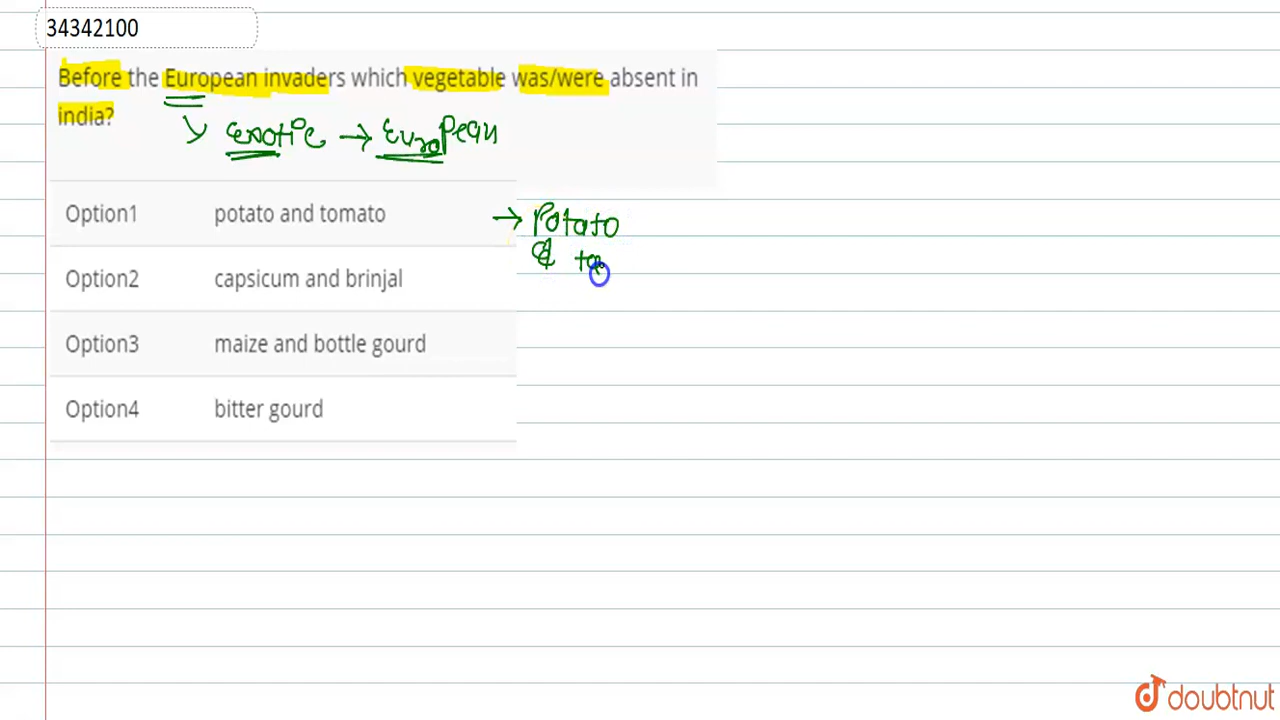 34342100
Before the European invaders which vegetable was/were absent in
india?
exotic → European
Option1 potato and tomato → Potato
& ta
Option2 capsicum and brinjal
Option3 maize and bottle gourd
Option4 bitter gourd
doubtnut